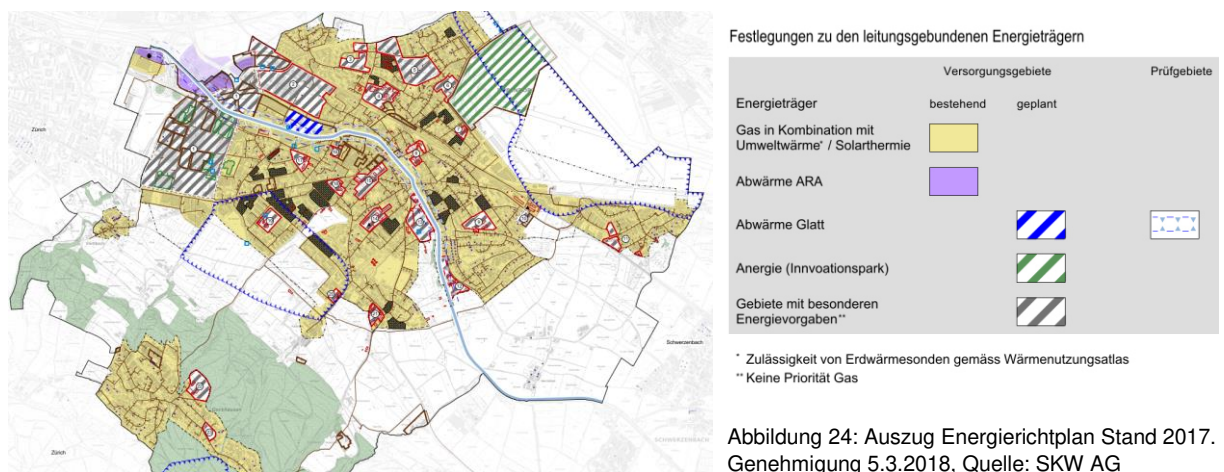 Festlegungen zu den leitungsgebundenen Energieträgern
Versorgungsgebiete
Prüfgebiete
Energieträger
bestehend
geplant
Gas in Kombination mit
Umweltwärme* / Solarthermie
Abwärme ARA
Abwärme Glatt
Anergie (Innvoationspark)
Gebiete mit besonderen
Energievorgaben**
* Zulässigkeit von Erdwärmesonden gemäss Wärmenutzungsatlas
** Keine Priorität Gas
Abbildung 24: Auszug Energierichtplan Stand 2017.
Genehmigung 5.3.2018, Quelle: SKW AG
Zürich
Schwerzenbach
SCHWERZENBACH
Zürich